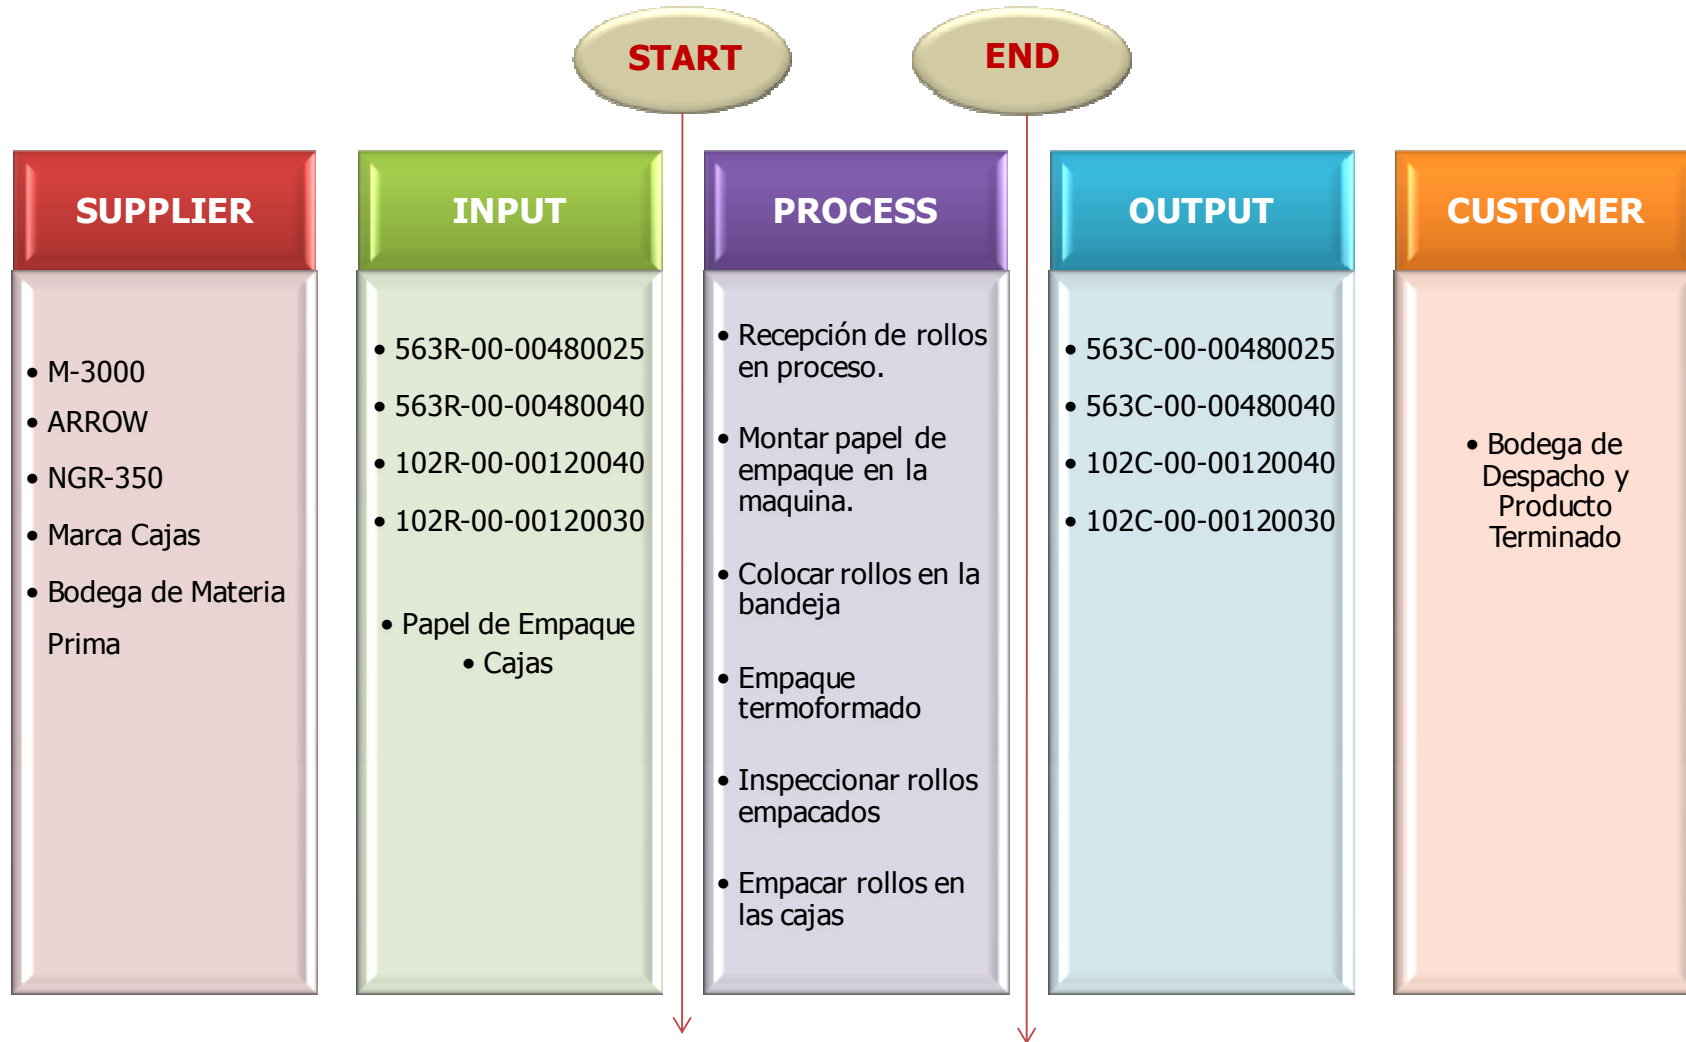 START
END
SUPPLIER
INPUT
PROCESS
OUTPUT
CUSTOMER
• M-3000
• ARROW
• NGR-350
• Marca Cajas
• Bodega de Materia
Prima
• 563R-00-00480025
• 563R-00-00480040
• 102R-00-00120040
• 102R-00-00120030
• Papel de Empaque
• Cajas
• Recepción de rollos
en proceso.
• Montar papel de
empaque en la
maquina.
• Colocar rollos en la
bandeja
• Empaque
termoformado
• Inspeccionar rollos
empacados
• Empacar rollos en
las cajas
• 563C-00-00480025
• 563C-00-00480040
• 102C-00-00120040
• 102C-00-00120030
• Bodega de
Despacho y
Producto
Terminado